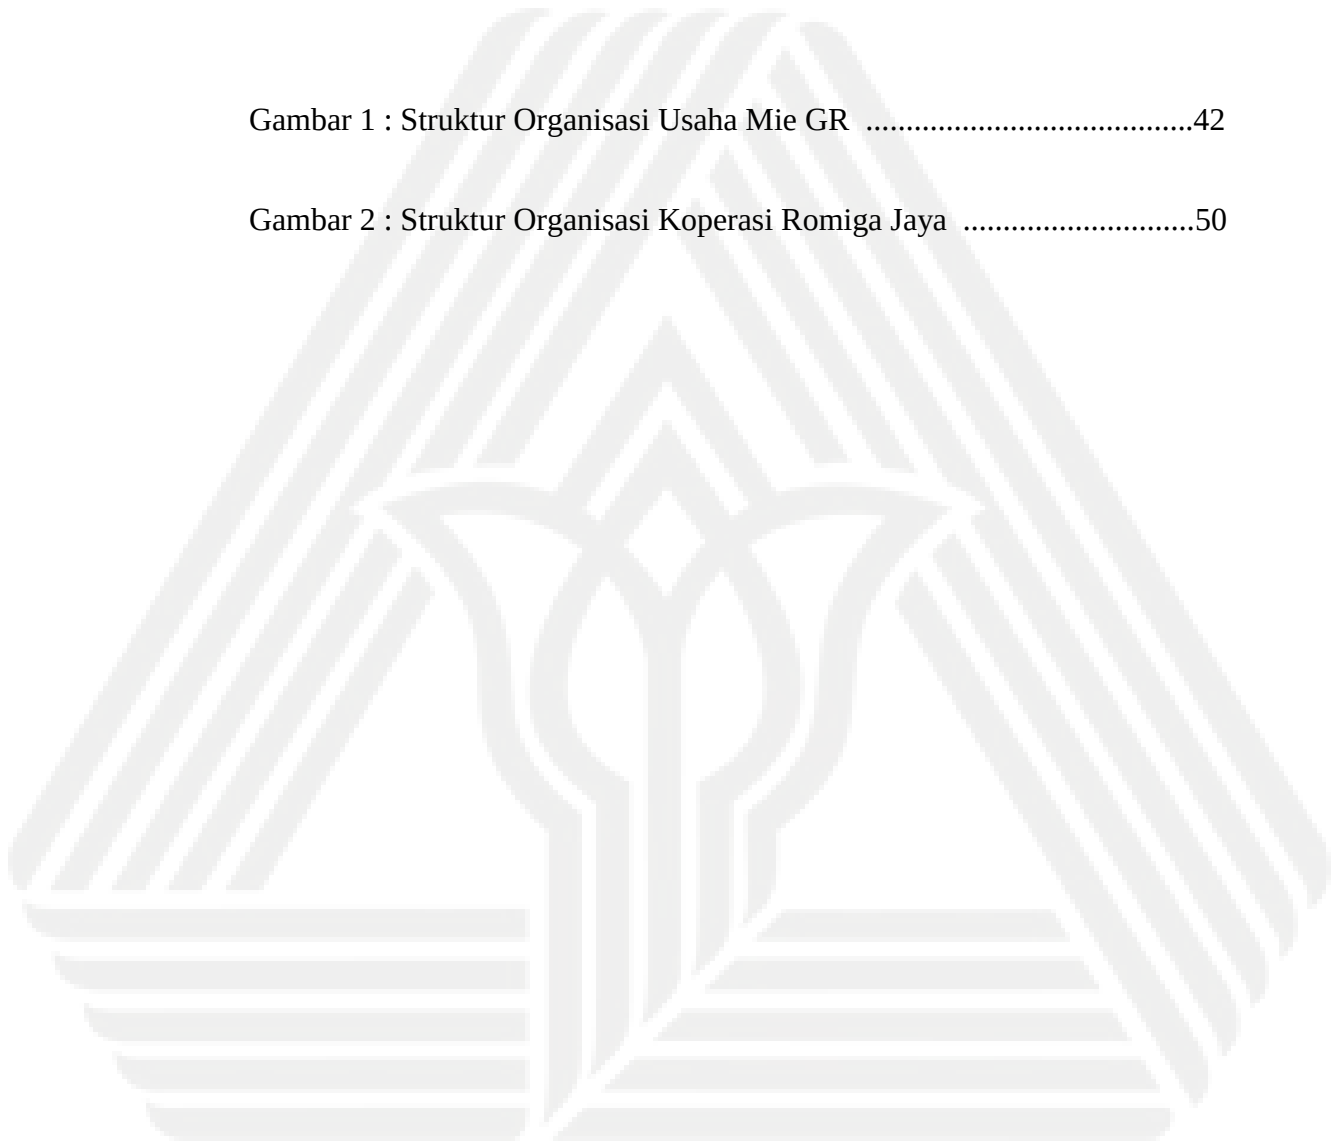 Gambar 1 : Struktur Organisasi Usaha Mie GR .........................................42
Gambar 2 : Struktur Organisasi Koperasi Romiga Jaya .............................50